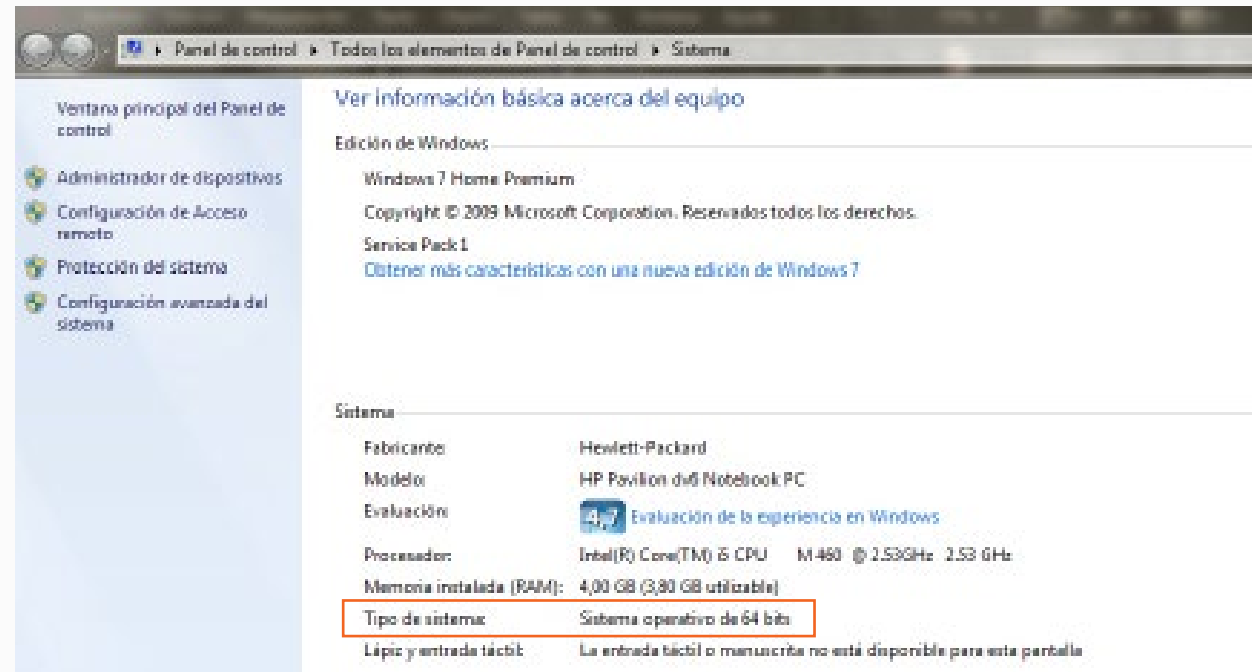 Panel de control ▸ Todos los elementos de Panel de control ▸ Sistema
Ventana principal del Panel de
control
Administrador de dispositivos
Configuración de Acceso
remoto
Protección del sistema
Configuración avanzada del
sistema
Ver información básica acerca del equipo
Edición de Windows
Windows 7 Home Premium
Copyright © 2009 Microsoft Corporation. Reservados todos los derechos.
Service Pack 1
Obtener más características con una nueva edición de Windows 7
Sistema
Fabricante: Hewlett-Packard
Modelo: HP Pavilion dv6 Notebook PC
Evaluación: 4,7 Evaluación de la experiencia en Windows
Procesador: Intel(R) Core(TM) i5 CPU M 460 @ 2.53GHz 2.53 GHz
Memoria instalada (RAM): 4,00 GB (3,80 GB utilizable)
Tipo de sistema: Sistema operativo de 64 bits
Lápiz y entrada táctil: La entrada táctil o manuscrita no está disponible para esta pantalla